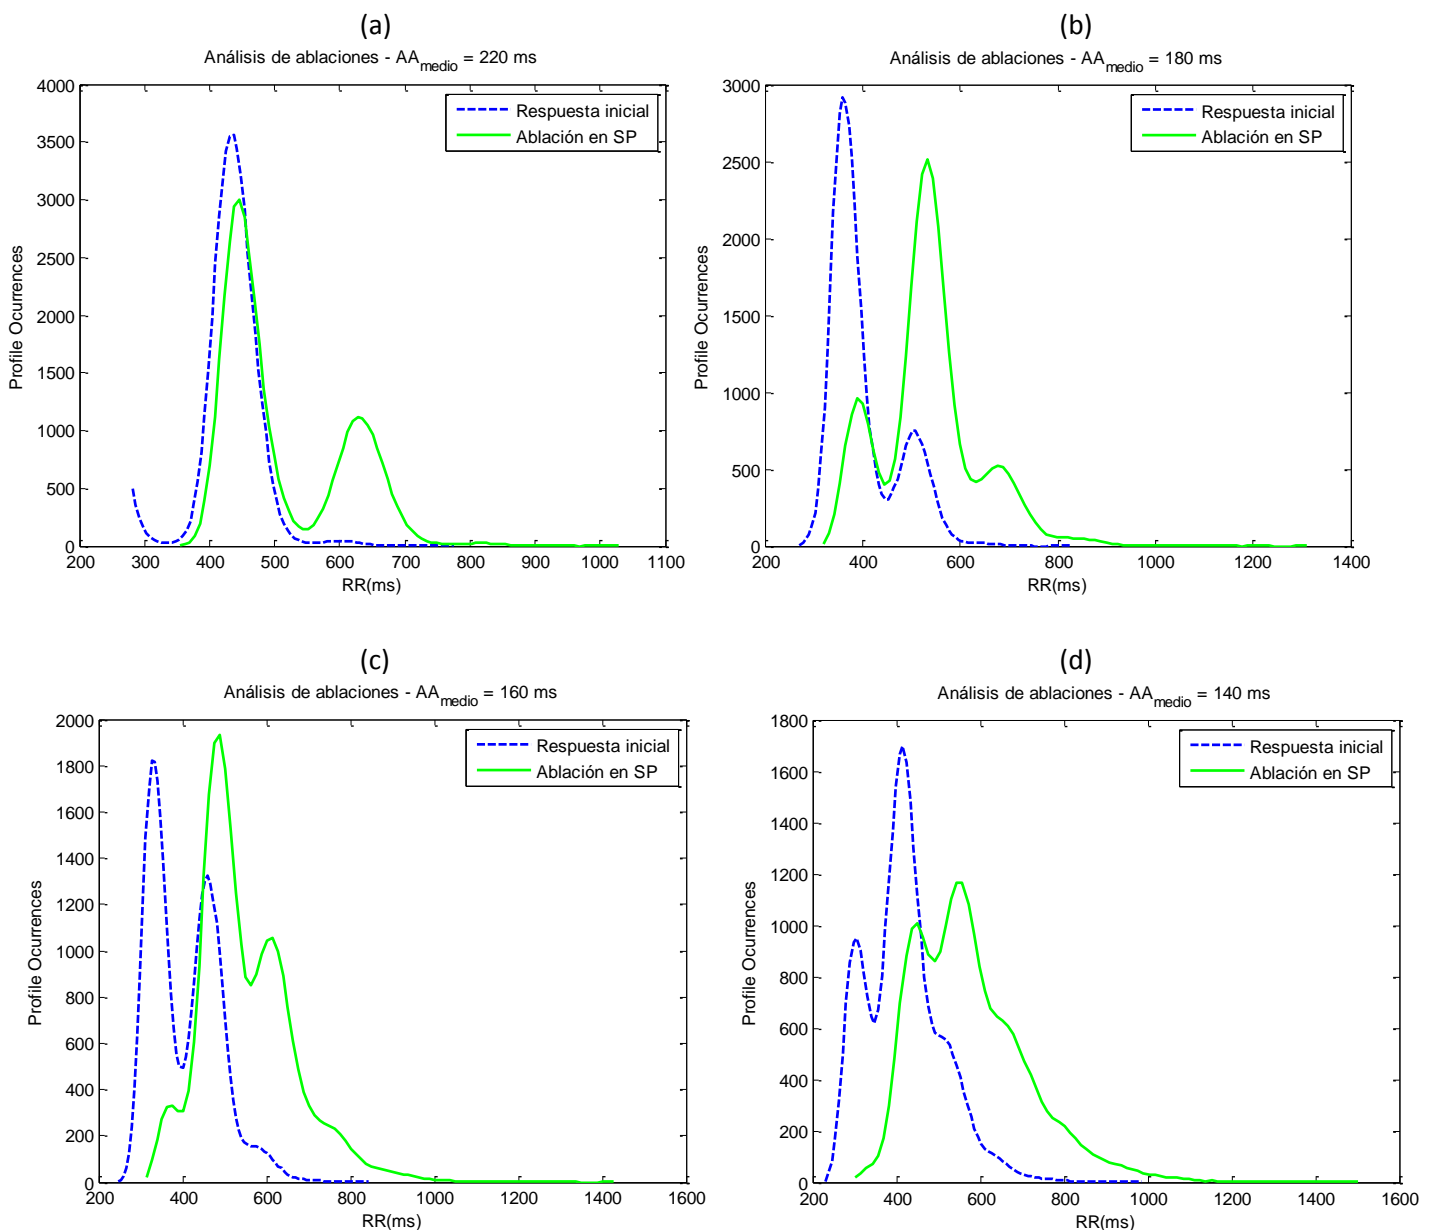 (a)
Análisis de ablaciones - AAmedio = 220 ms
4000
3500
3000
2500
2000
1500
1000
500
0
Profile Ocurrences
Respuesta inicial
Ablación en SP
200 300 400 500 600 700 800 900 1000 1100
RR(ms)
(b)
Análisis de ablaciones - AAmedio = 180 ms
3000
2500
2000
1500
1000
500
0
Profile Ocurrences
Respuesta inicial
Ablación en SP
200 400 600 800 1000 1200 1400
RR(ms)
(c)
Análisis de ablaciones - AAmedio = 160 ms
2000
1800
1600
1400
1200
1000
800
600
400
200
0
Profile Ocurrences
Respuesta inicial
Ablación en SP
200 400 600 800 1000 1200 1400 1600
RR(ms)
(d)
Análisis de ablaciones - AAmedio = 140 ms
1800
1600
1400
1200
1000
800
600
400
200
0
Profile Ocurrences
Respuesta inicial
Ablación en SP
200 400 600 800 1000 1200 1400 1600
RR(ms)